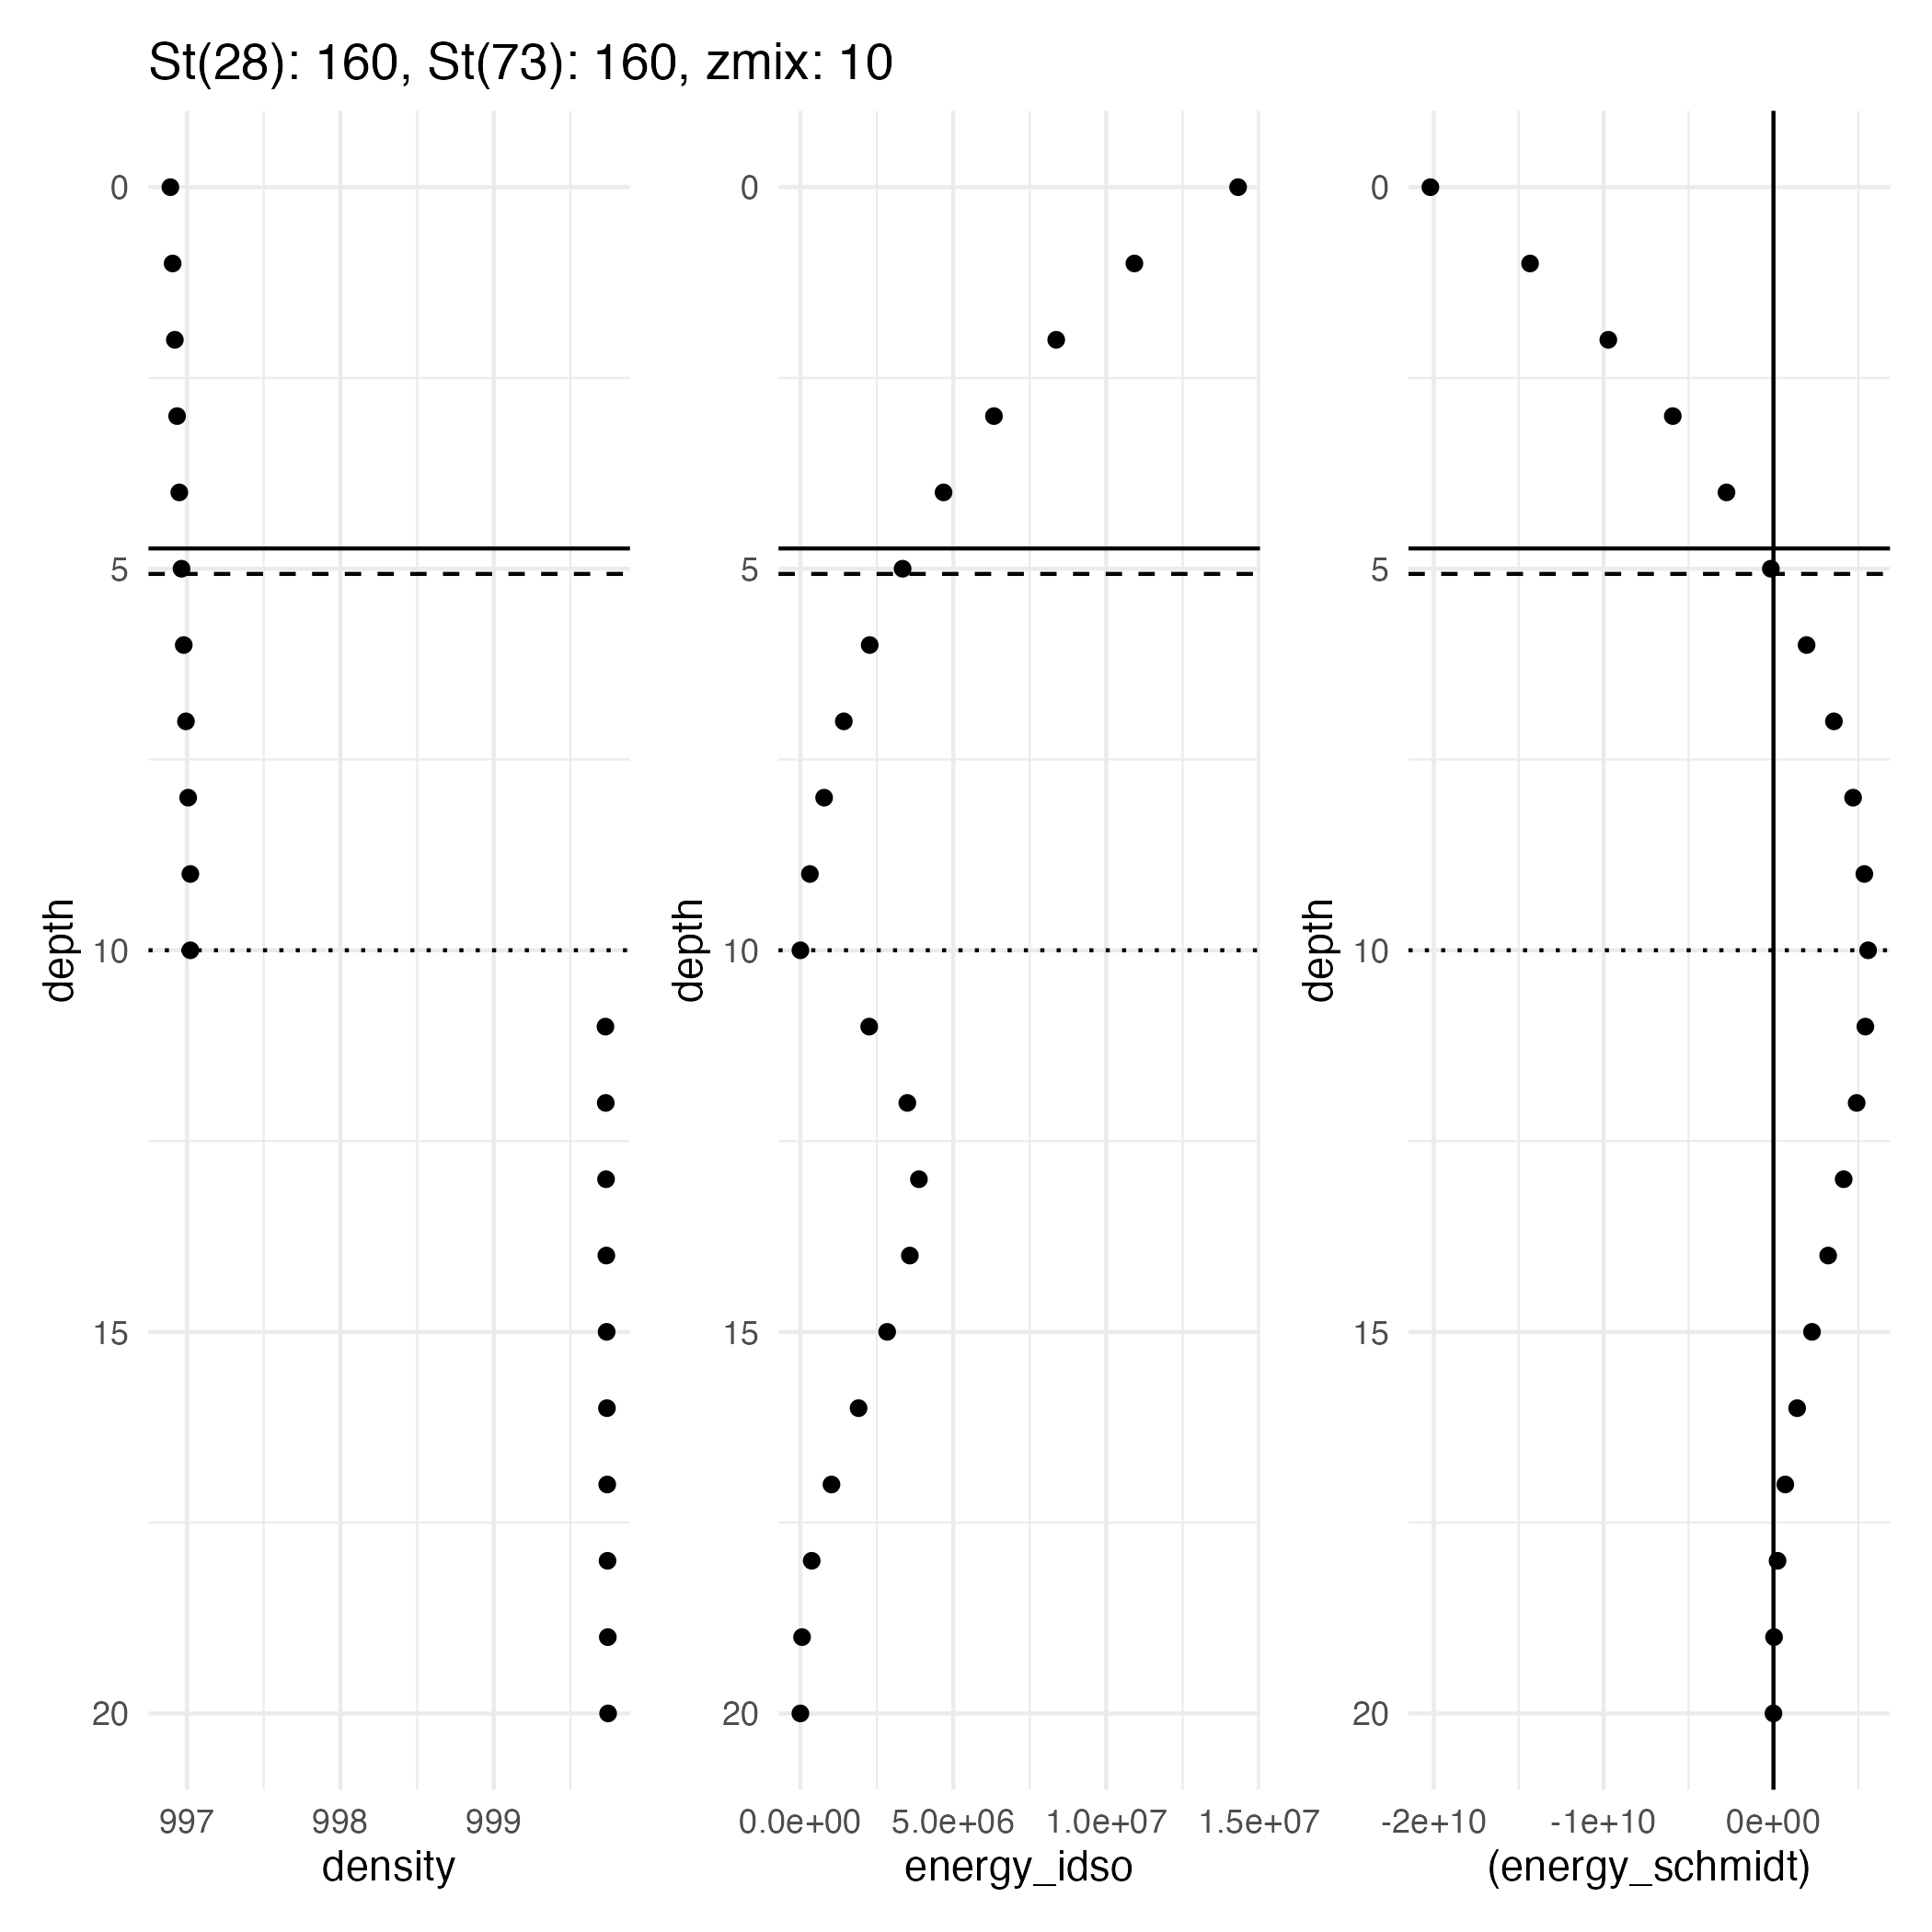 St(28): 160, St(73): 160, zmix: 10
depth
0
5
10
15
20
997 998 999
density
depth
0
5
10
15
20
0.0e+00 5.0e+06 1.0e+07 1.5e+07
energy_idso
depth
0
5
10
15
20
-2e+10 -1e+10 0e+00
(energy_schmidt)